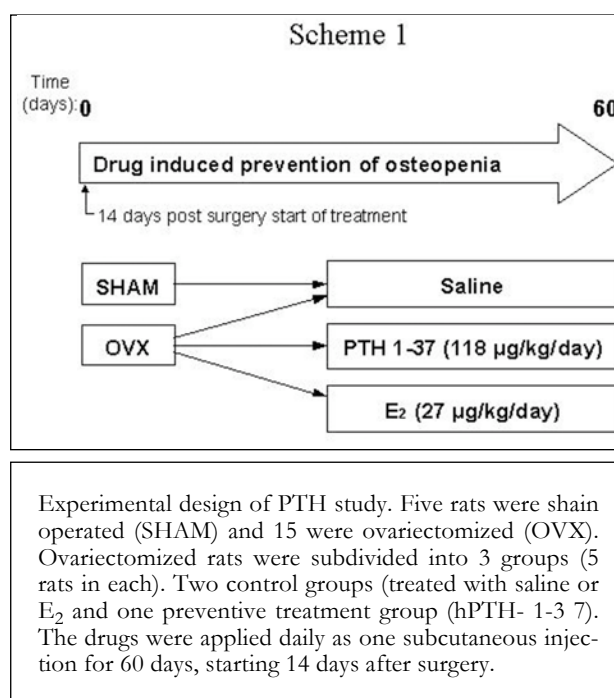 Scheme 1
Time
(days): 0
60
Drug induced prevention of osteopenia
14 days post surgery start of treatment
SHAM
Saline
OVX
PTH 1-37 (118 µg/kg/day)
E₂ (27 µg/kg/day)
Experimental design of PTH study. Five rats were shain
operated (SHAM) and 15 were ovariectomized (OVX).
Ovariectomized rats were subdivided into 3 groups (5
rats in each). Two control groups (treated with saline or
E₂ and one preventive treatment group (hPTH- 1-3 7).
The drugs were applied daily as one subcutaneous injec-
tion for 60 days, starting 14 days after surgery.